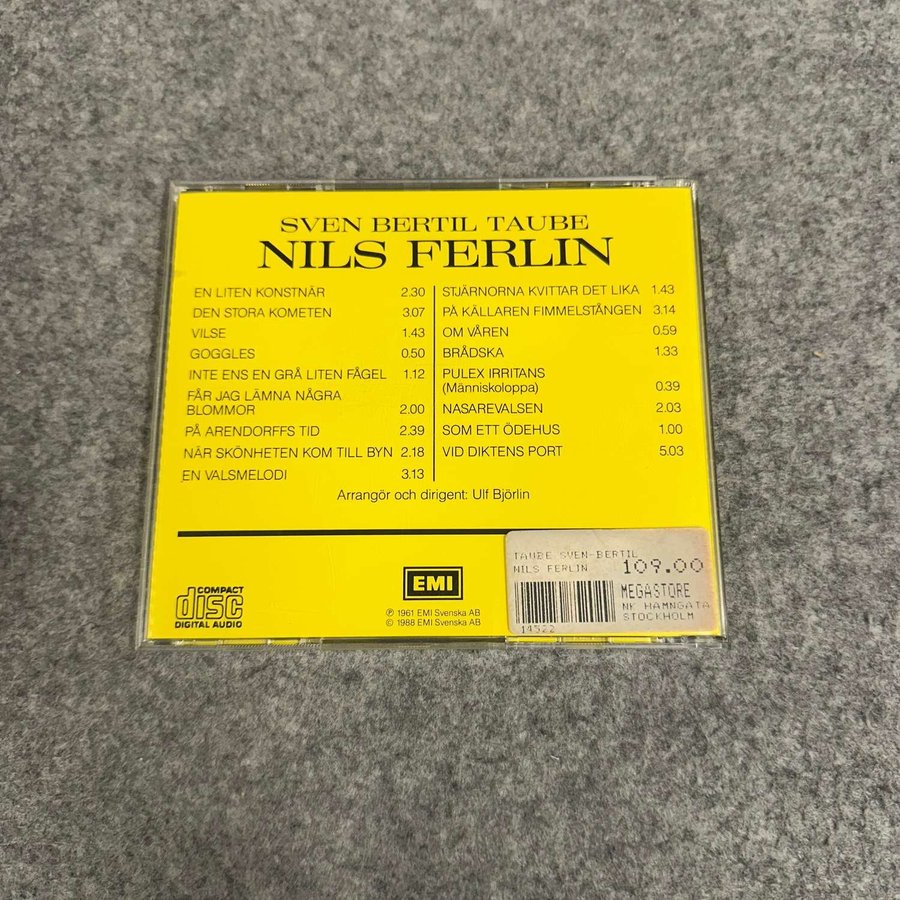 SVEN BERTIL TAUBE
NILS FERLIN
EN LITEN KONSTNÄR 2.30
DEN STORA KOMETEN 3.07
VILSE 1.43
GOGGLES 0.50
INTE ENS EN GRÅ LITEN FÅGEL 1.12
FÅR JAG LÄMNA NÅGRA
BLOMMOR 2.00
PÅ ARENDORFFS TID 2.39
NÄR SKÖNHETEN KOM TILL BYN 2.18
EN VALSMELODI 3.13
STJÄRNORNA KVITTAR DET LIKA 1.43
PÅ KÄLLAREN FIMMELSTÅNGEN 3.14
OM VÅREN 0.59
BRÅDSKA 1.33
PULEX IRRITANS
(Människoloppa) 0.39
NASAREVALSEN 2.03
SOM ETT ÖDEHUS 1.00
VID DIKTENS PORT 5.03
Arrangör och dirigent: Ulf Björlin
COMPACT
disc
DIGITAL AUDIO
EMI
℗ 1961 EMI Svenska AB
© 1988 EMI Svenska AB
TAUBE SVEN-BERTIL
NILS FERLIN 109.00
MEGASTORE
NK HAMNGATA
STOCKHOLM
14522